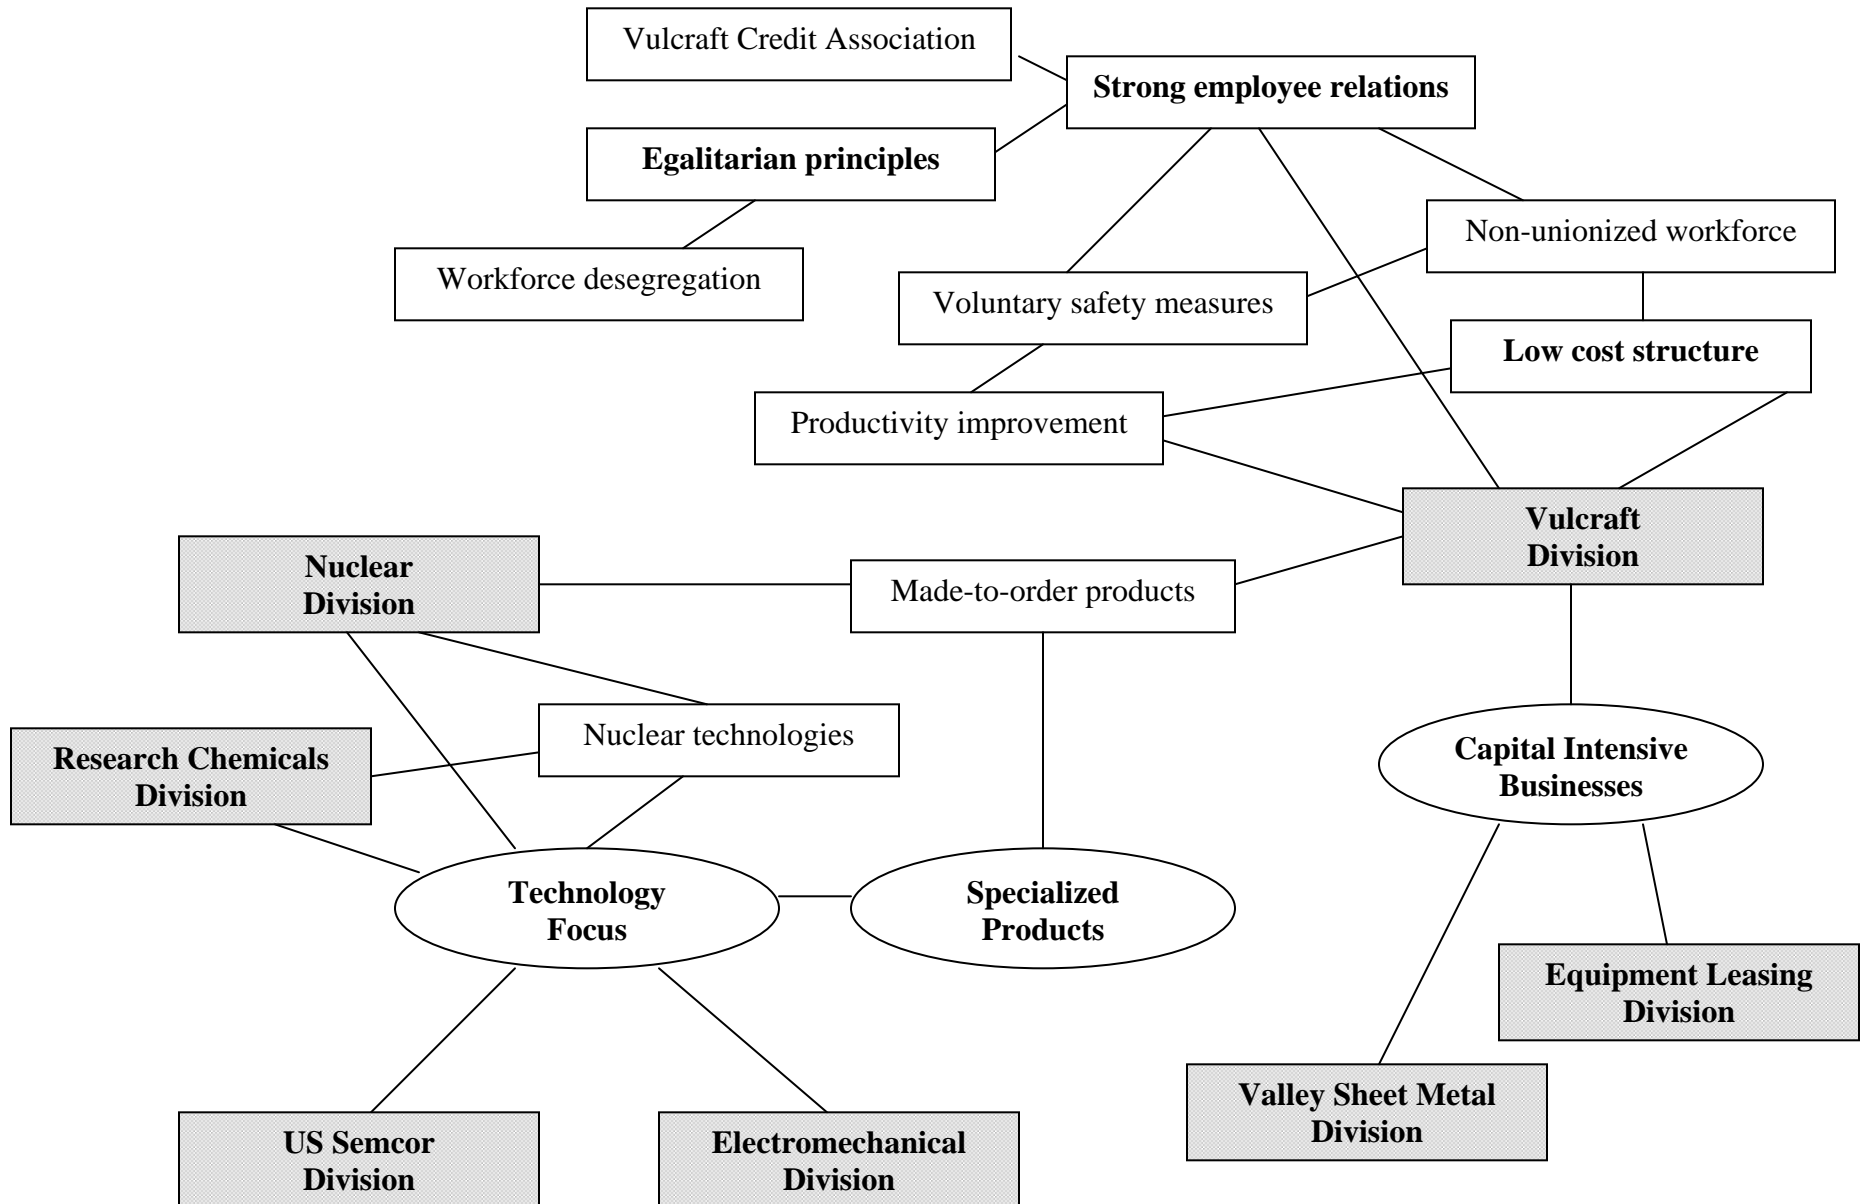 Vulcraft Credit Association
Strong employee relations
Egalitarian principles
Non-unionized workforce
Workforce desegregation
Voluntary safety measures
Low cost structure
Productivity improvement
Vulcraft
Division
Nuclear
Division
Made-to-order products
Nuclear technologies
Research Chemicals
Division
Capital Intensive
Businesses
Technology
Focus
Specialized
Products
Equipment Leasing
Division
Valley Sheet Metal
Division
US Semcor
Division
Electromechanical
Division